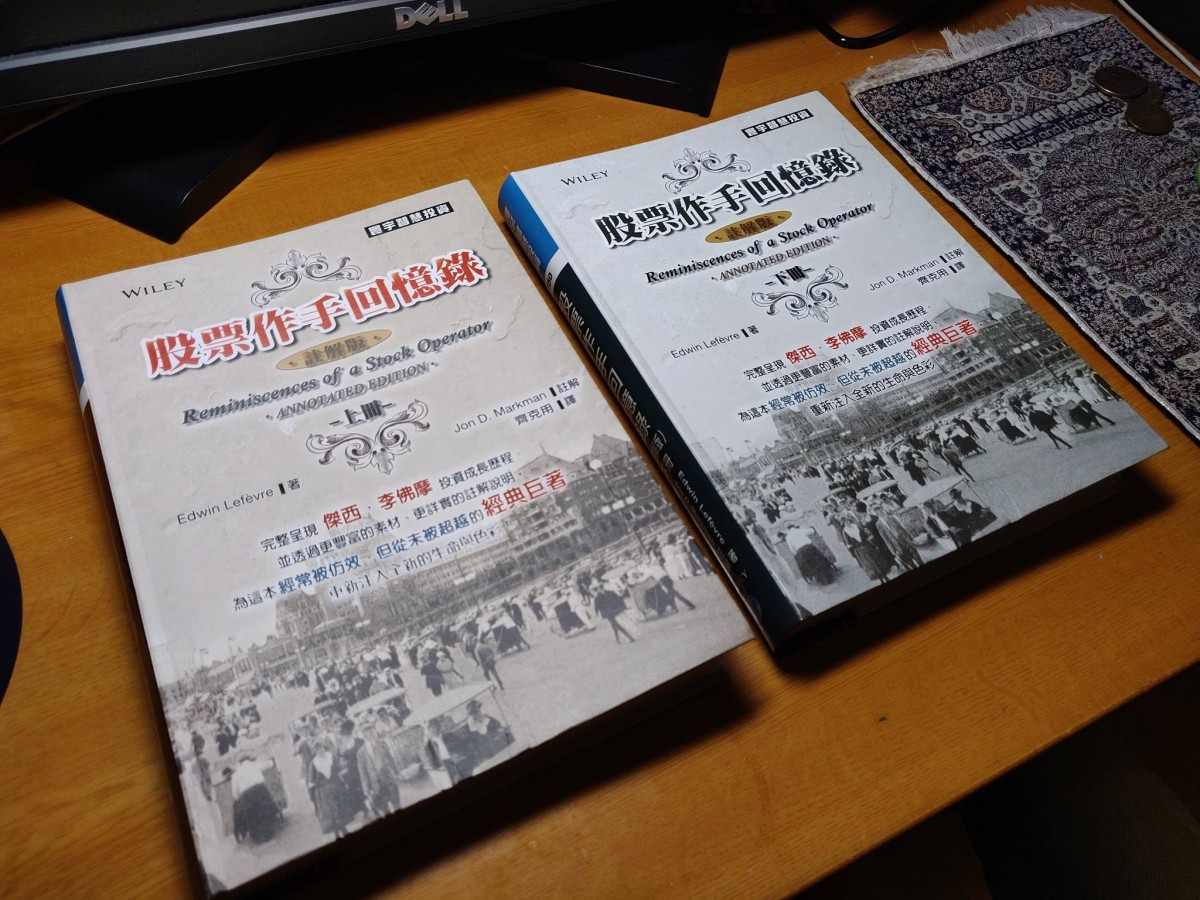 DELL
WILEY
寰宇智慧投資
股票作手回憶錄
註解版
Reminiscences of a Stock Operator
ANNOTATED EDITION
上冊
Jon D. Markman 註解
齊克用 譯
Edwin Lefèvre 著
完整呈現 傑西．李佛摩 投資成長歷程，
並透過更豐富的素材、更詳實的註解說明，
為這本經常被仿效，但從未被超越的經典巨著
重新注入全新的生命與色彩
WILEY
寰宇智慧投資
股票作手回憶錄
註解版
Reminiscences of a Stock Operator
ANNOTATED EDITION
下冊
Jon D. Markman 註解
齊克用 譯
Edwin Lefèvre 著
完整呈現 傑西．李佛摩 投資成長歷程，
並透過更豐富的素材、更詳實的註解說明，
為這本經常被仿效，但從未被超越的經典巨著
重新注入全新的生命與色彩
Edwin Lefèvre 著